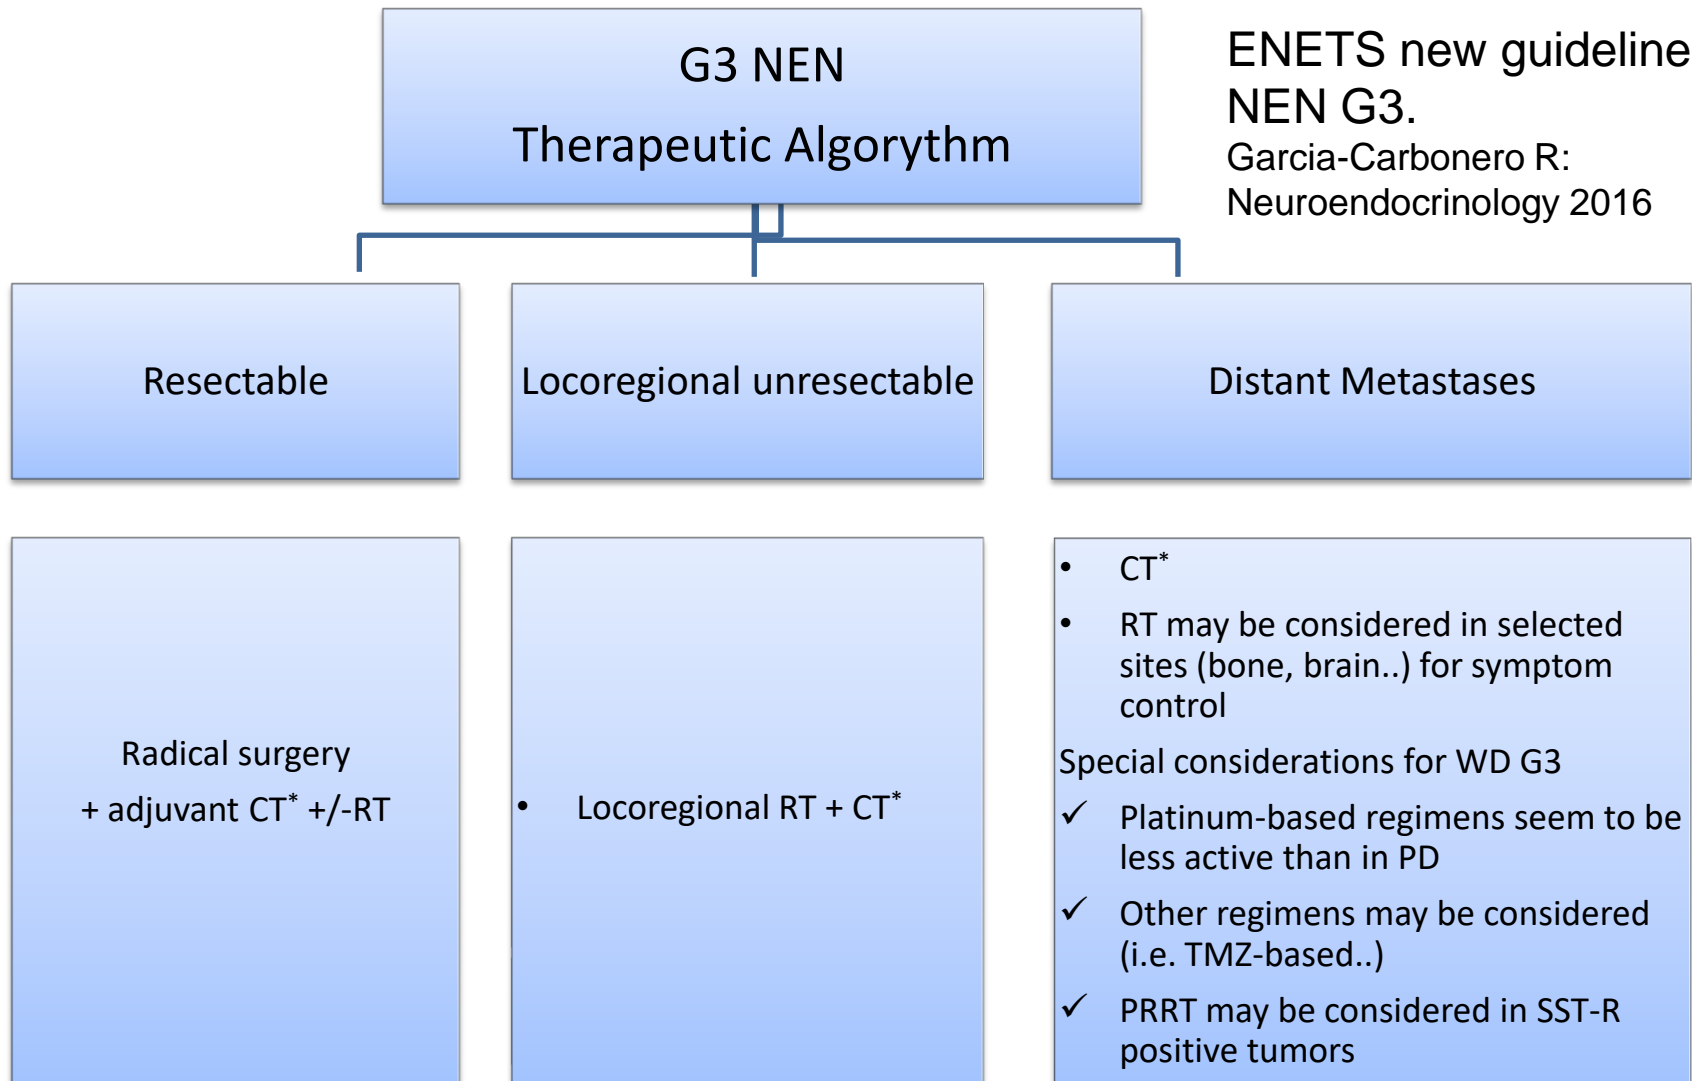 G3 NEN
Therapeutic Algorythm
ENETS new guideline
NEN G3.
Garcia-Carbonero R:
Neuroendocrinology 2016
Resectable
Locoregional unresectable
Distant Metastases
Radical surgery
+ adjuvant CT* +/-RT
• Locoregional RT + CT*
• CT*
• RT may be considered in selected
sites (bone, brain..) for symptom
control
Special considerations for WD G3
✓ Platinum-based regimens seem to be
less active than in PD
✓ Other regimens may be considered
(i.e. TMZ-based..)
✓ PRRT may be considered in SST-R
positive tumors